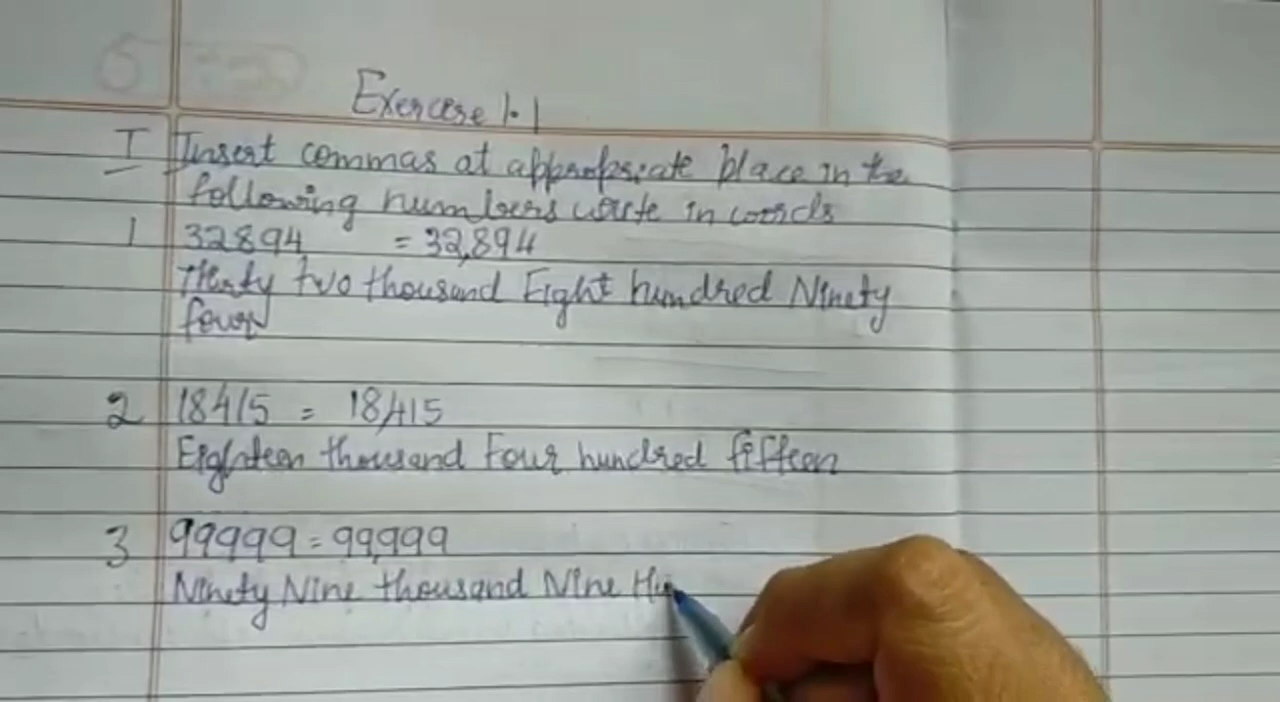 Exercise 1.1
I Insert commas at appropriate place in the
following numbers write in words
1 32894 = 32,894
Thirty two thousand Eight hundred Ninety
four
2 18415 = 18,415
Eighteen thousand Four hundred fifteen
3 99999 = 99,999
Ninety Nine thousand Nine Hu